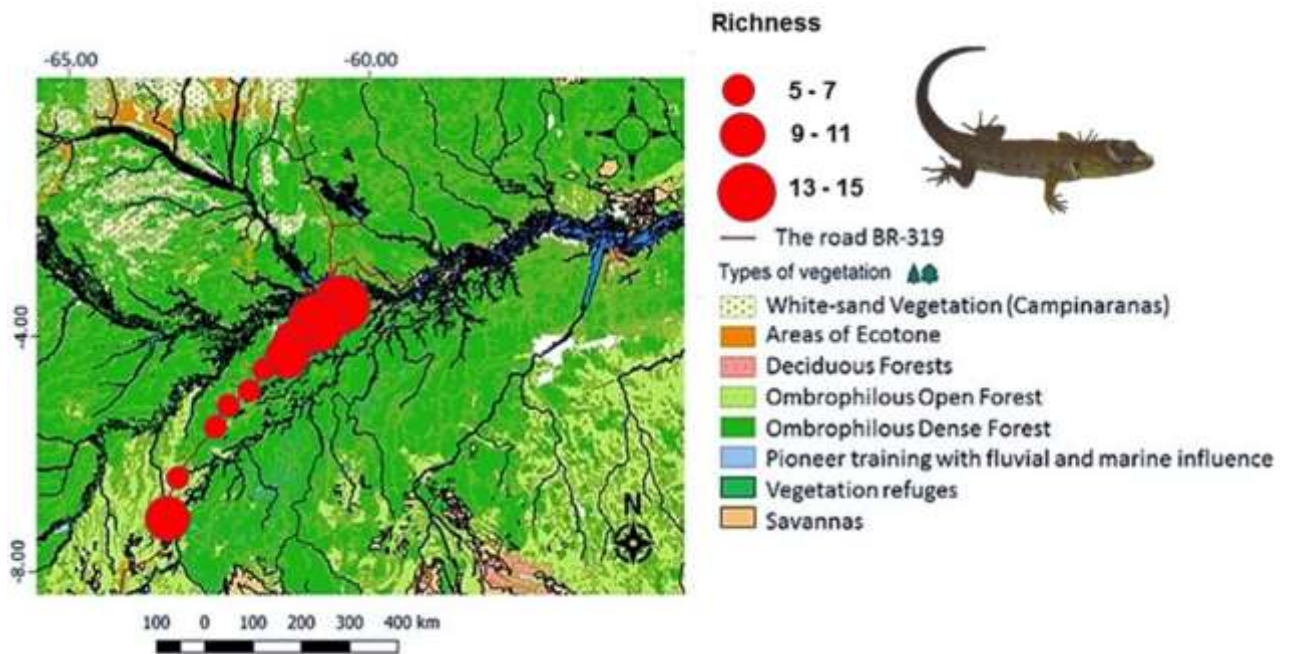 Richness
-65.00
-60.00
5 - 7
9 - 11
13 - 15
The road BR-319
Types of vegetation
White-sand Vegetation (Campinaranas)
Areas of Ecotone
Deciduous Forests
Ombrophilous Open Forest
Ombrophilous Dense Forest
Pioneer training with fluvial and marine influence
Vegetation refuges
Savannas
-4.00
-8.00
N
100 0 100 200 300 400 km